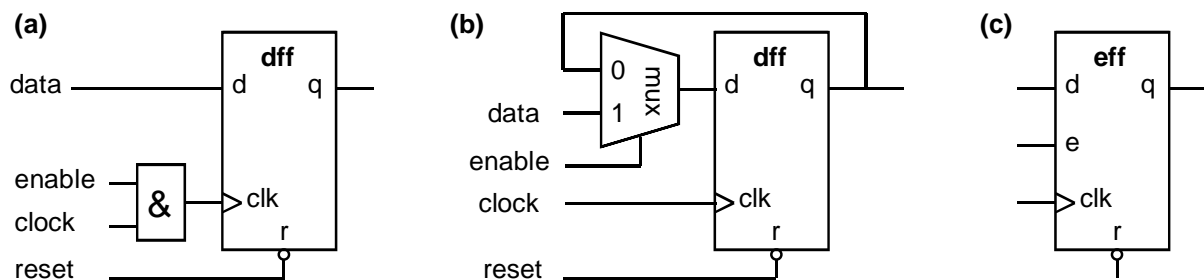 (a)
dff
data
d
q
enable
clock
&
clk
r
reset
(b)
0
1
mux
data
enable
clock
reset
dff
d
q
clk
r
(c)
eff
d
q
e
clk
r